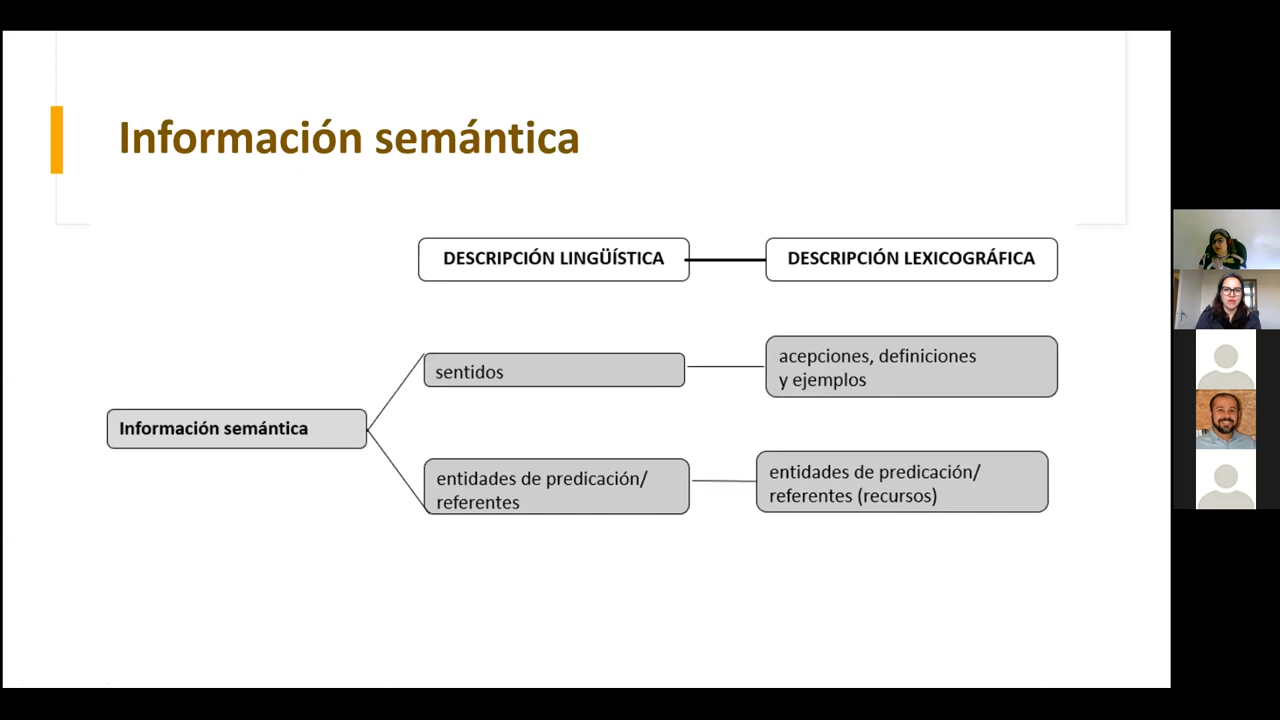 Información semántica
DESCRIPCIÓN LINGÜÍSTICA
DESCRIPCIÓN LEXICOGRÁFICA
sentidos
acepciones, definiciones
y ejemplos
Información semántica
entidades de predicación/
referentes
entidades de predicación/
referentes (recursos)